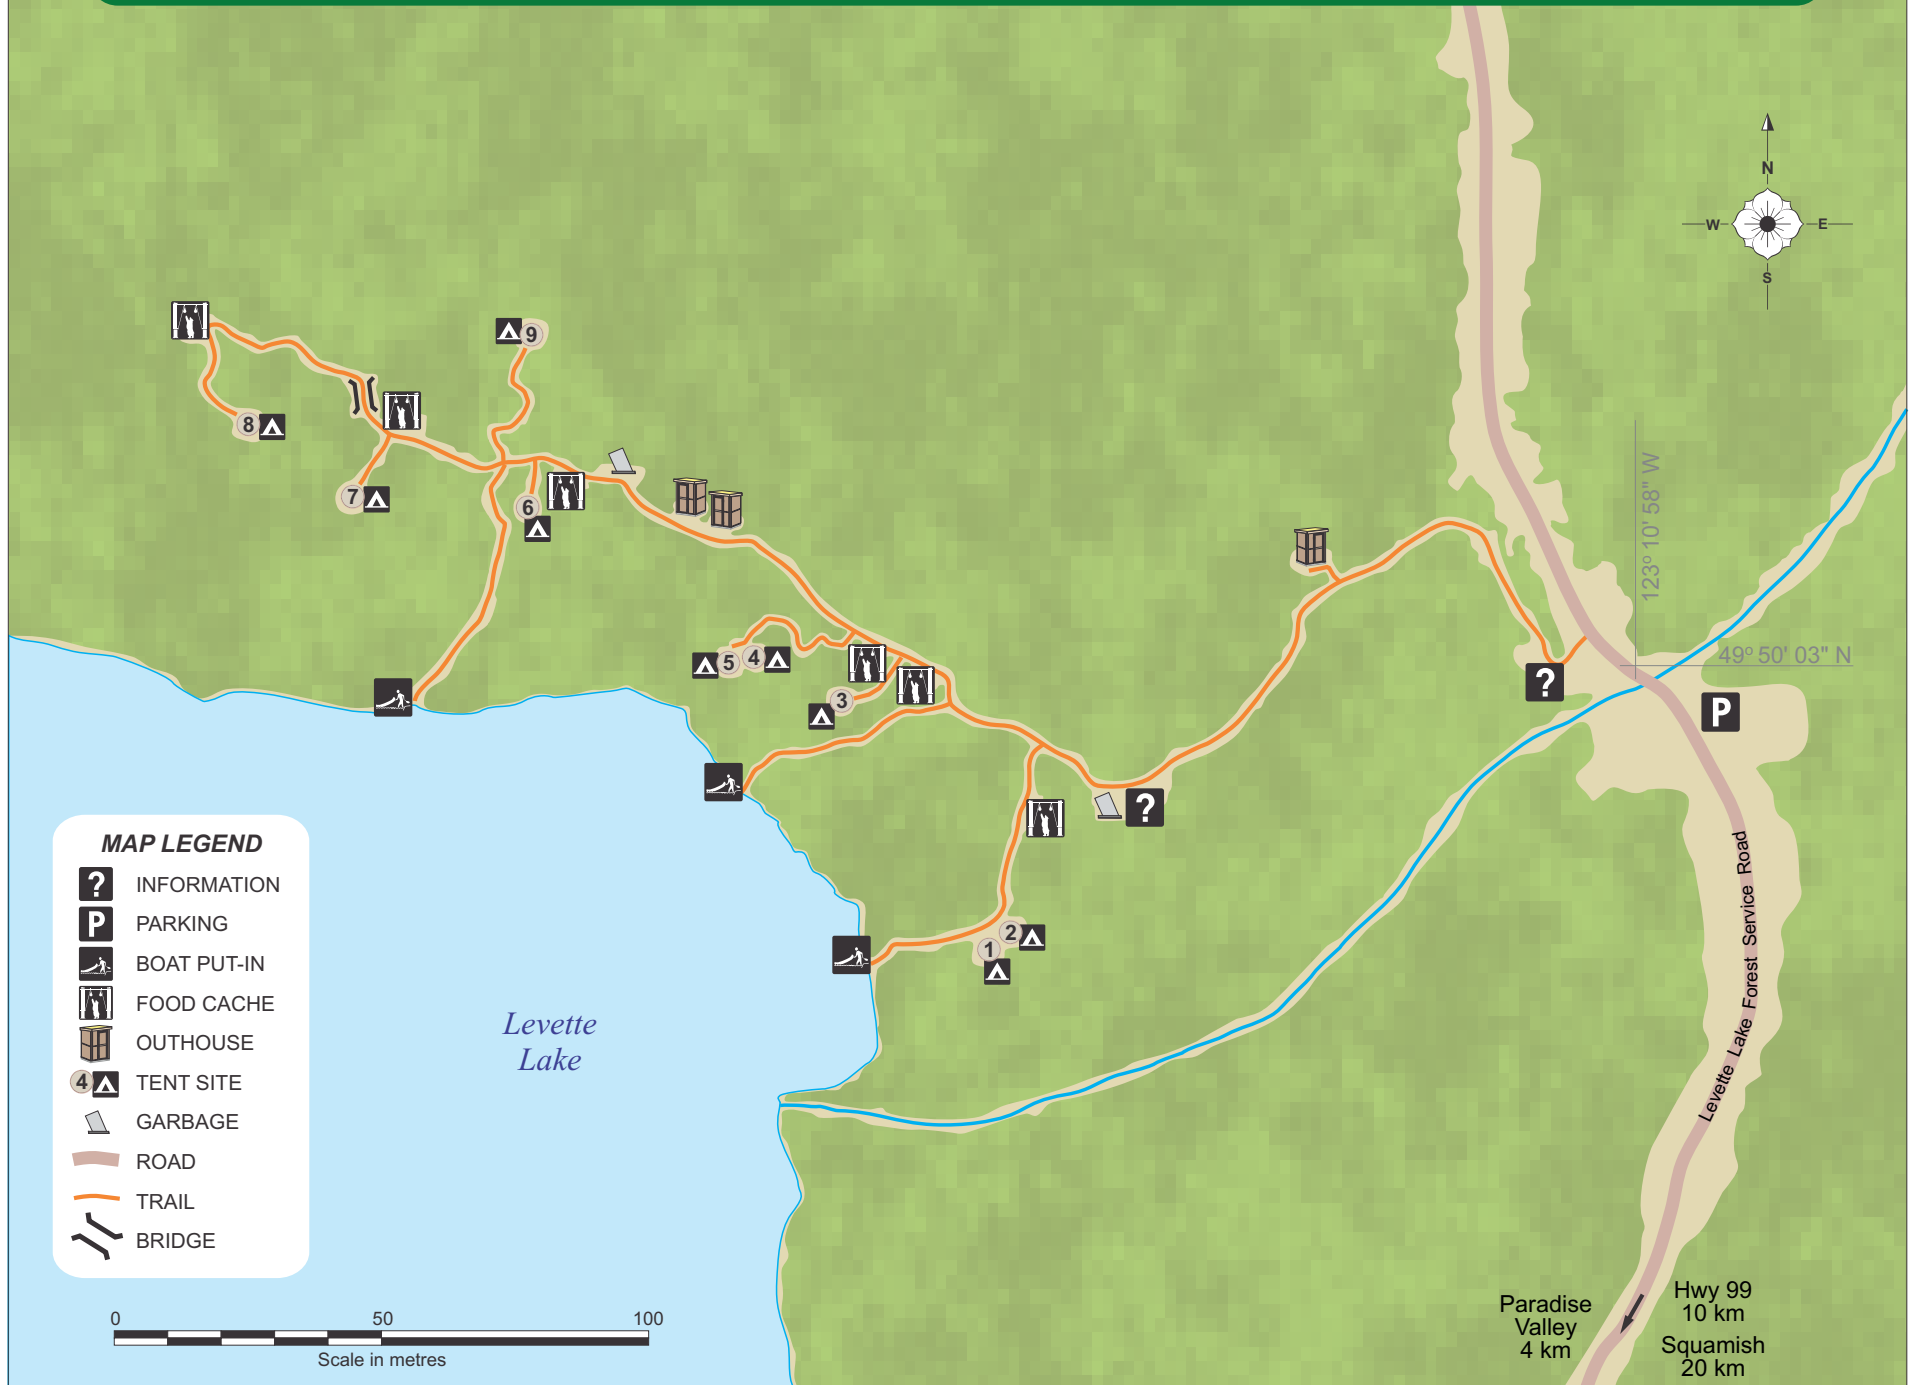 N
W
E
S
9
8
7
6
123º 10' 58" W
49º 50' 03" N
5
4
3
?
P
?
2
1
MAP LEGEND
? INFORMATION
P PARKING
BOAT PUT-IN
FOOD CACHE
OUTHOUSE
4 TENT SITE
GARBAGE
ROAD
TRAIL
BRIDGE
Levette
Lake
Levette Lake Forest Service Road
0 50 100
Scale in metres
Paradise
Valley
4 km
Hwy 99
10 km
Squamish
20 km